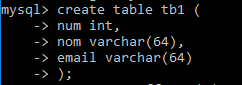 mysql> create table tb1 (
    -> num int,
    -> nom varchar(64),
    -> email varchar(64)
    -> );